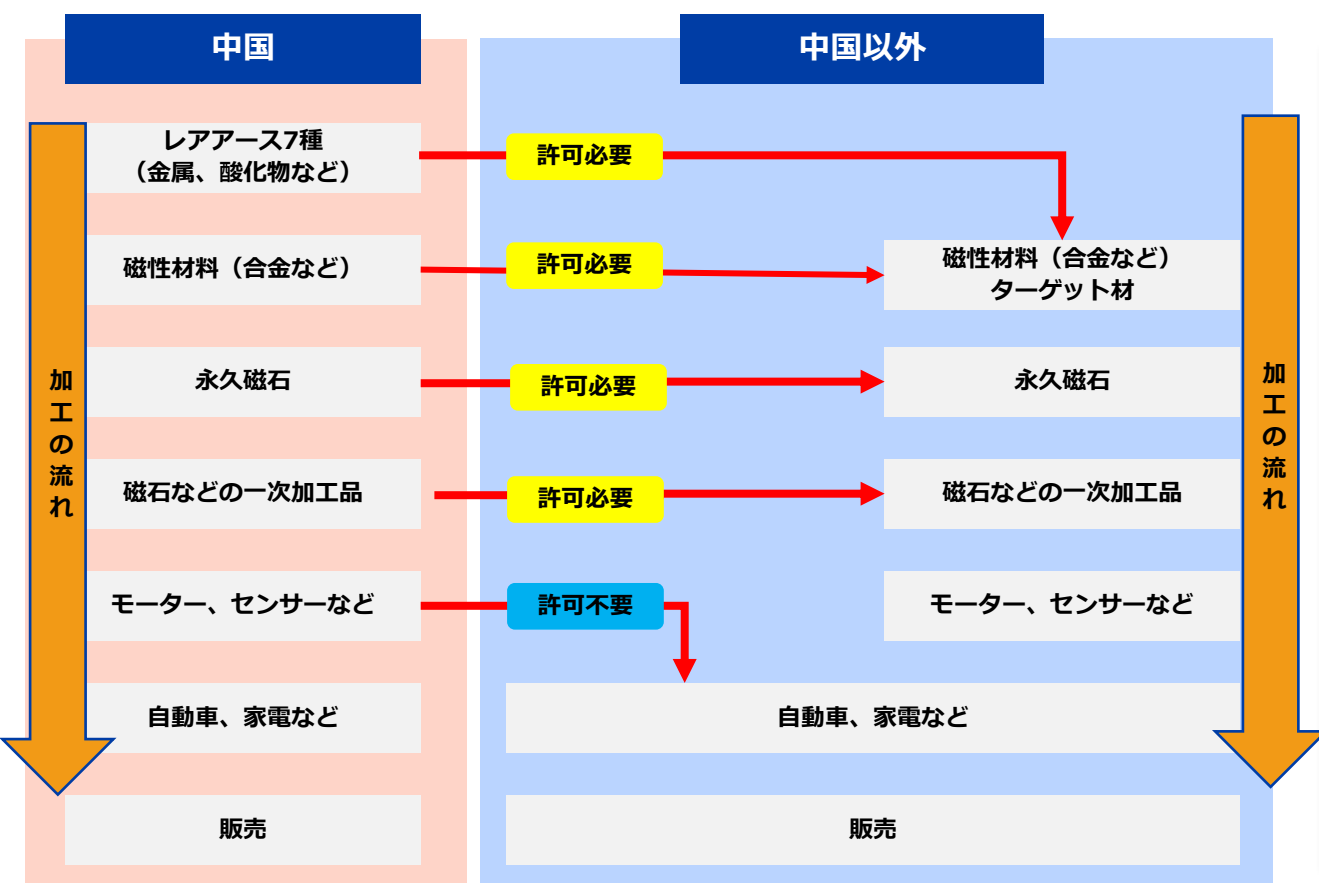 中国
中国以外
レアアース7種
（金属、酸化物など）
許可必要
磁性材料（合金など）
許可必要
磁性材料（合金など）
ターゲット材
永久磁石
許可必要
永久磁石
磁石などの一次加工品
許可必要
磁石などの一次加工品
モーター、センサーなど
許可不要
モーター、センサーなど
自動車、家電など
自動車、家電など
販売
販売
加工の流れ
加工の流れ